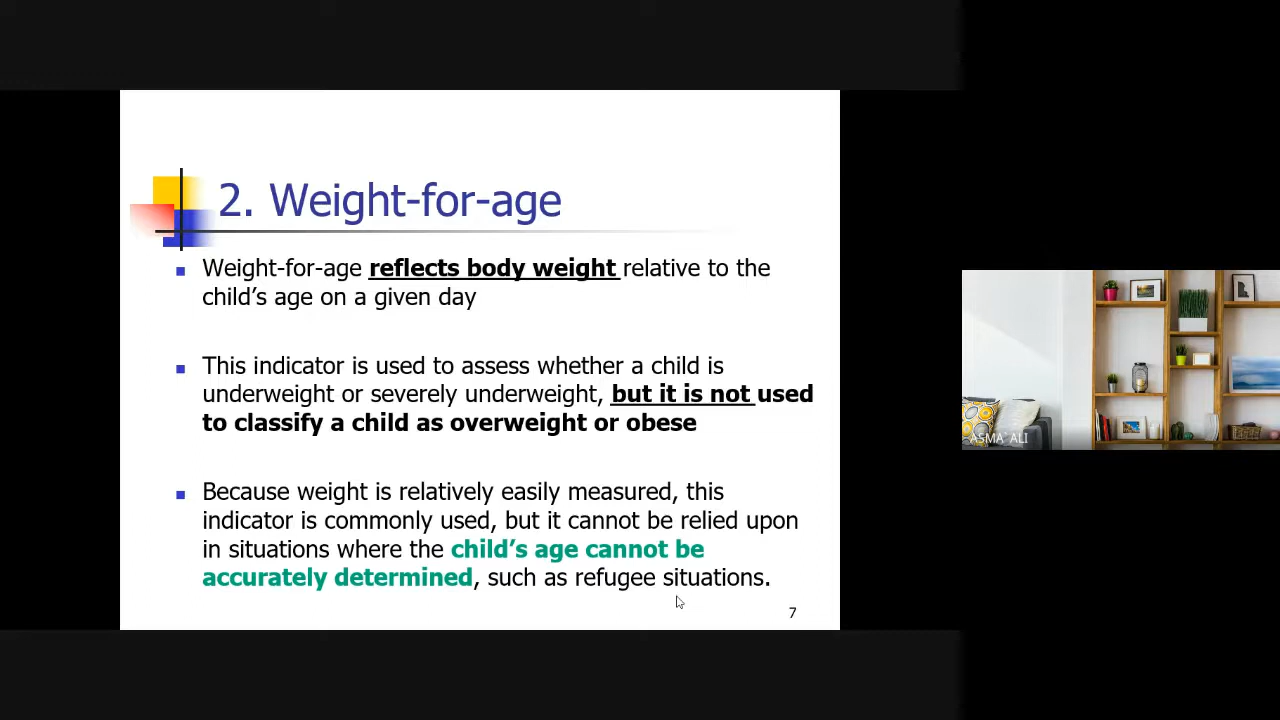 2. Weight-for-age
Weight-for-age reflects body weight relative to the
child's age on a given day
This indicator is used to assess whether a child is
underweight or severely underweight, but it is not used
to classify a child as overweight or obese
Because weight is relatively easily measured, this
indicator is commonly used, but it cannot be relied upon
in situations where the child's age cannot be
accurately determined, such as refugee situations.
7
ASMA` ALI